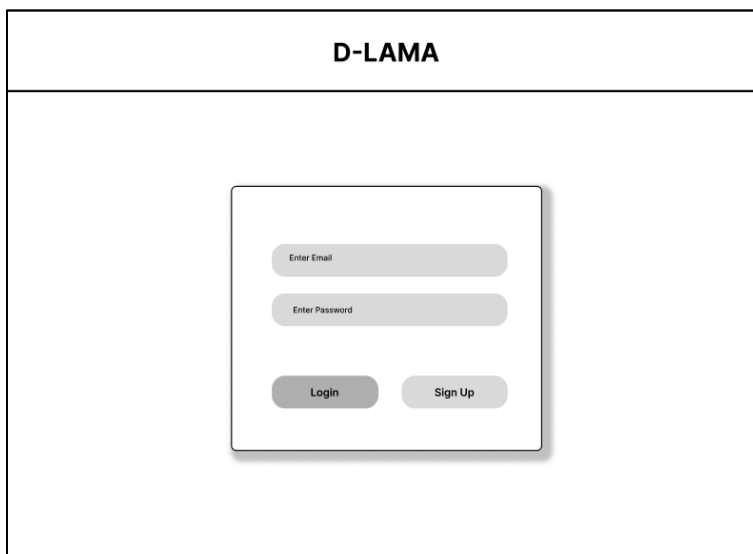 D-LAMA
Enter Email
Enter Password
Login
Sign Up